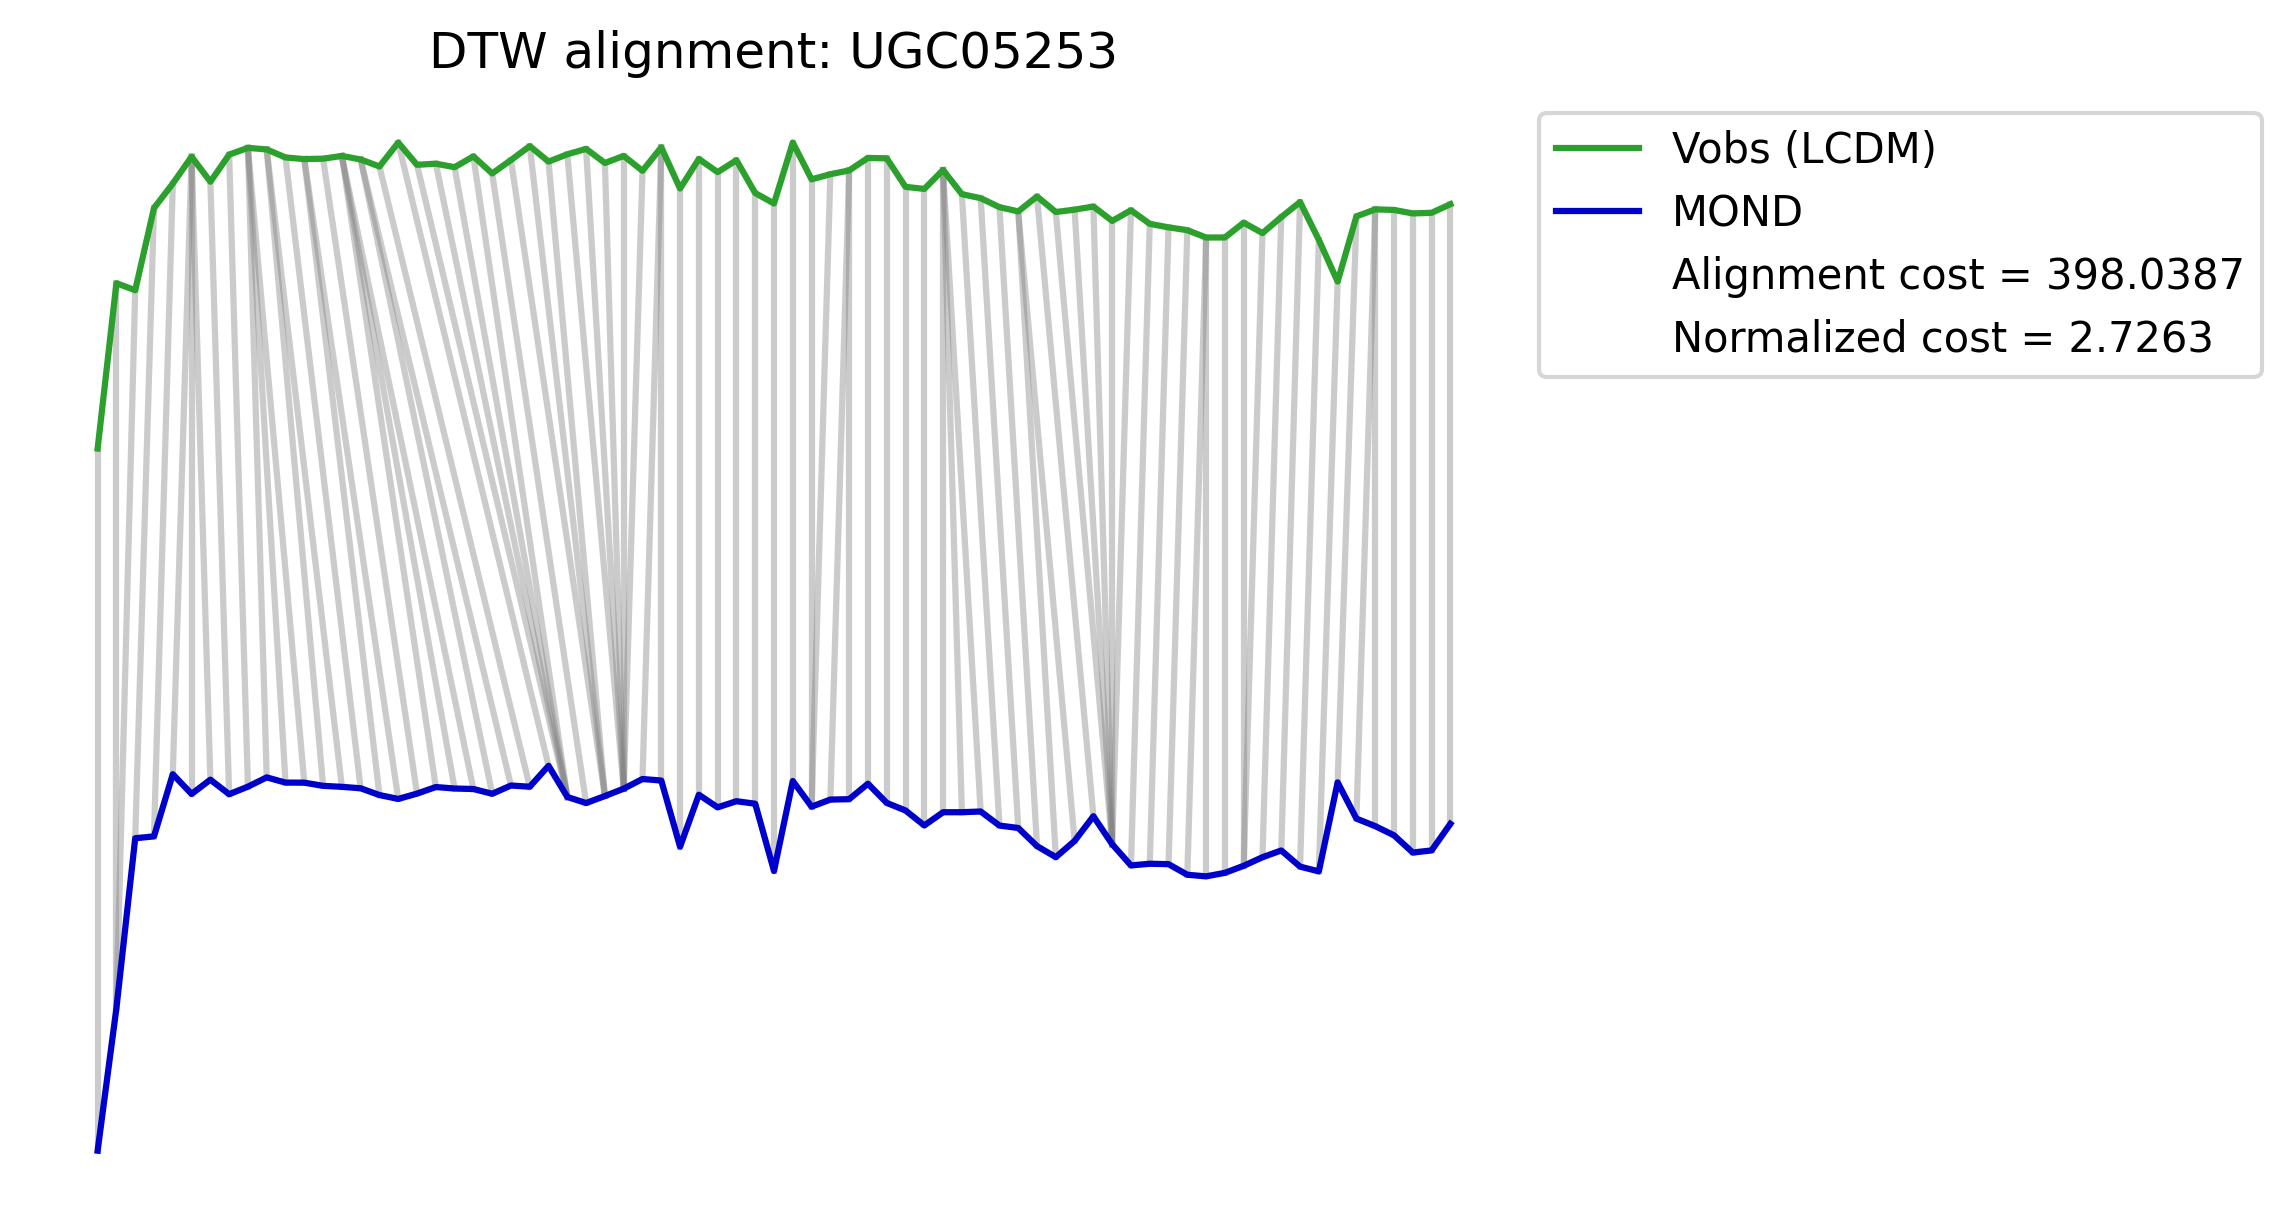 DTW alignment: UGC05253
Vobs (LCDM)
MOND
Alignment cost = 398.0387
Normalized cost = 2.7263